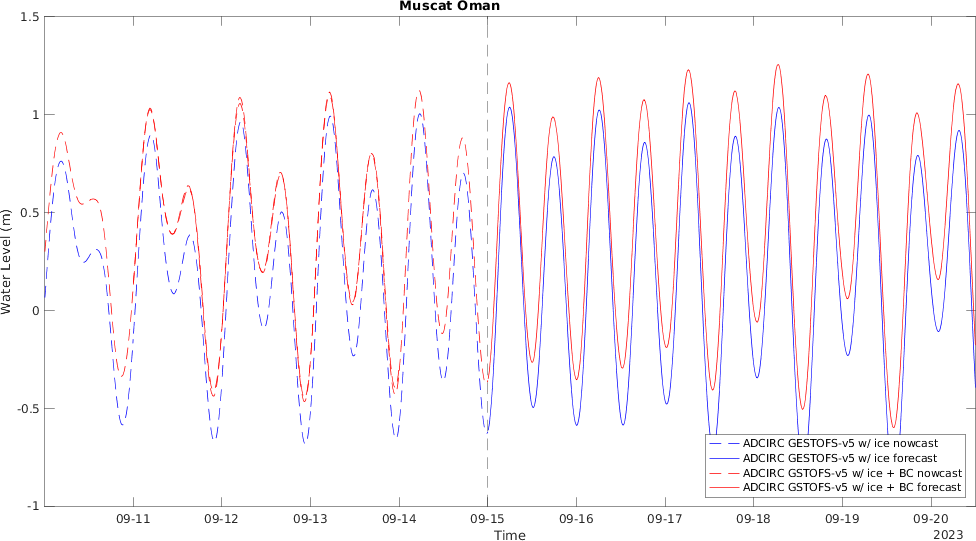 Muscat Oman
1.5
1
0.5
0
-0.5
-1
Water Level (m)
09-11 09-12 09-13 09-14 09-15 09-16 09-17 09-18 09-19 09-20
Time
2023
ADCIRC GESTOFS-v5 w/ ice nowcast
ADCIRC GESTOFS-v5 w/ ice forecast
ADCIRC GSTOFS-v5 w/ ice + BC nowcast
ADCIRC GSTOFS-v5 w/ ice + BC forecast